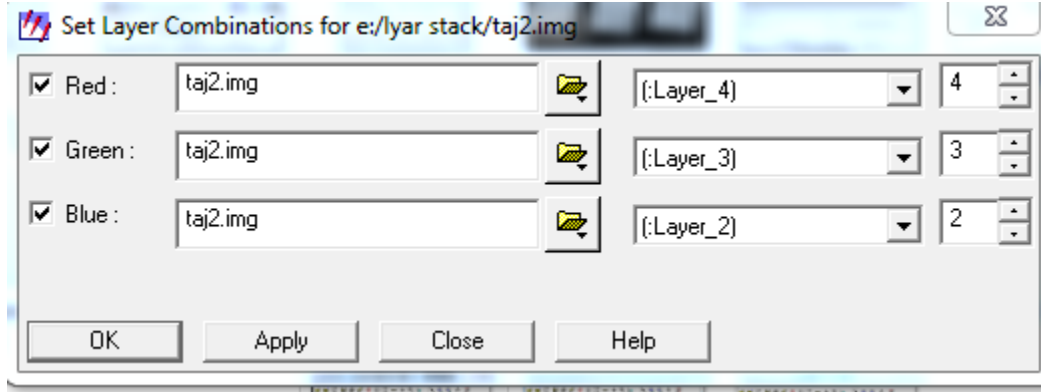 Set Layer Combinations for e:/lyar stack/taj2.img
Red : taj2.img (:Layer_4) 4
Green : taj2.img (:Layer_3) 3
Blue : taj2.img (:Layer_2) 2
OK Apply Close Help